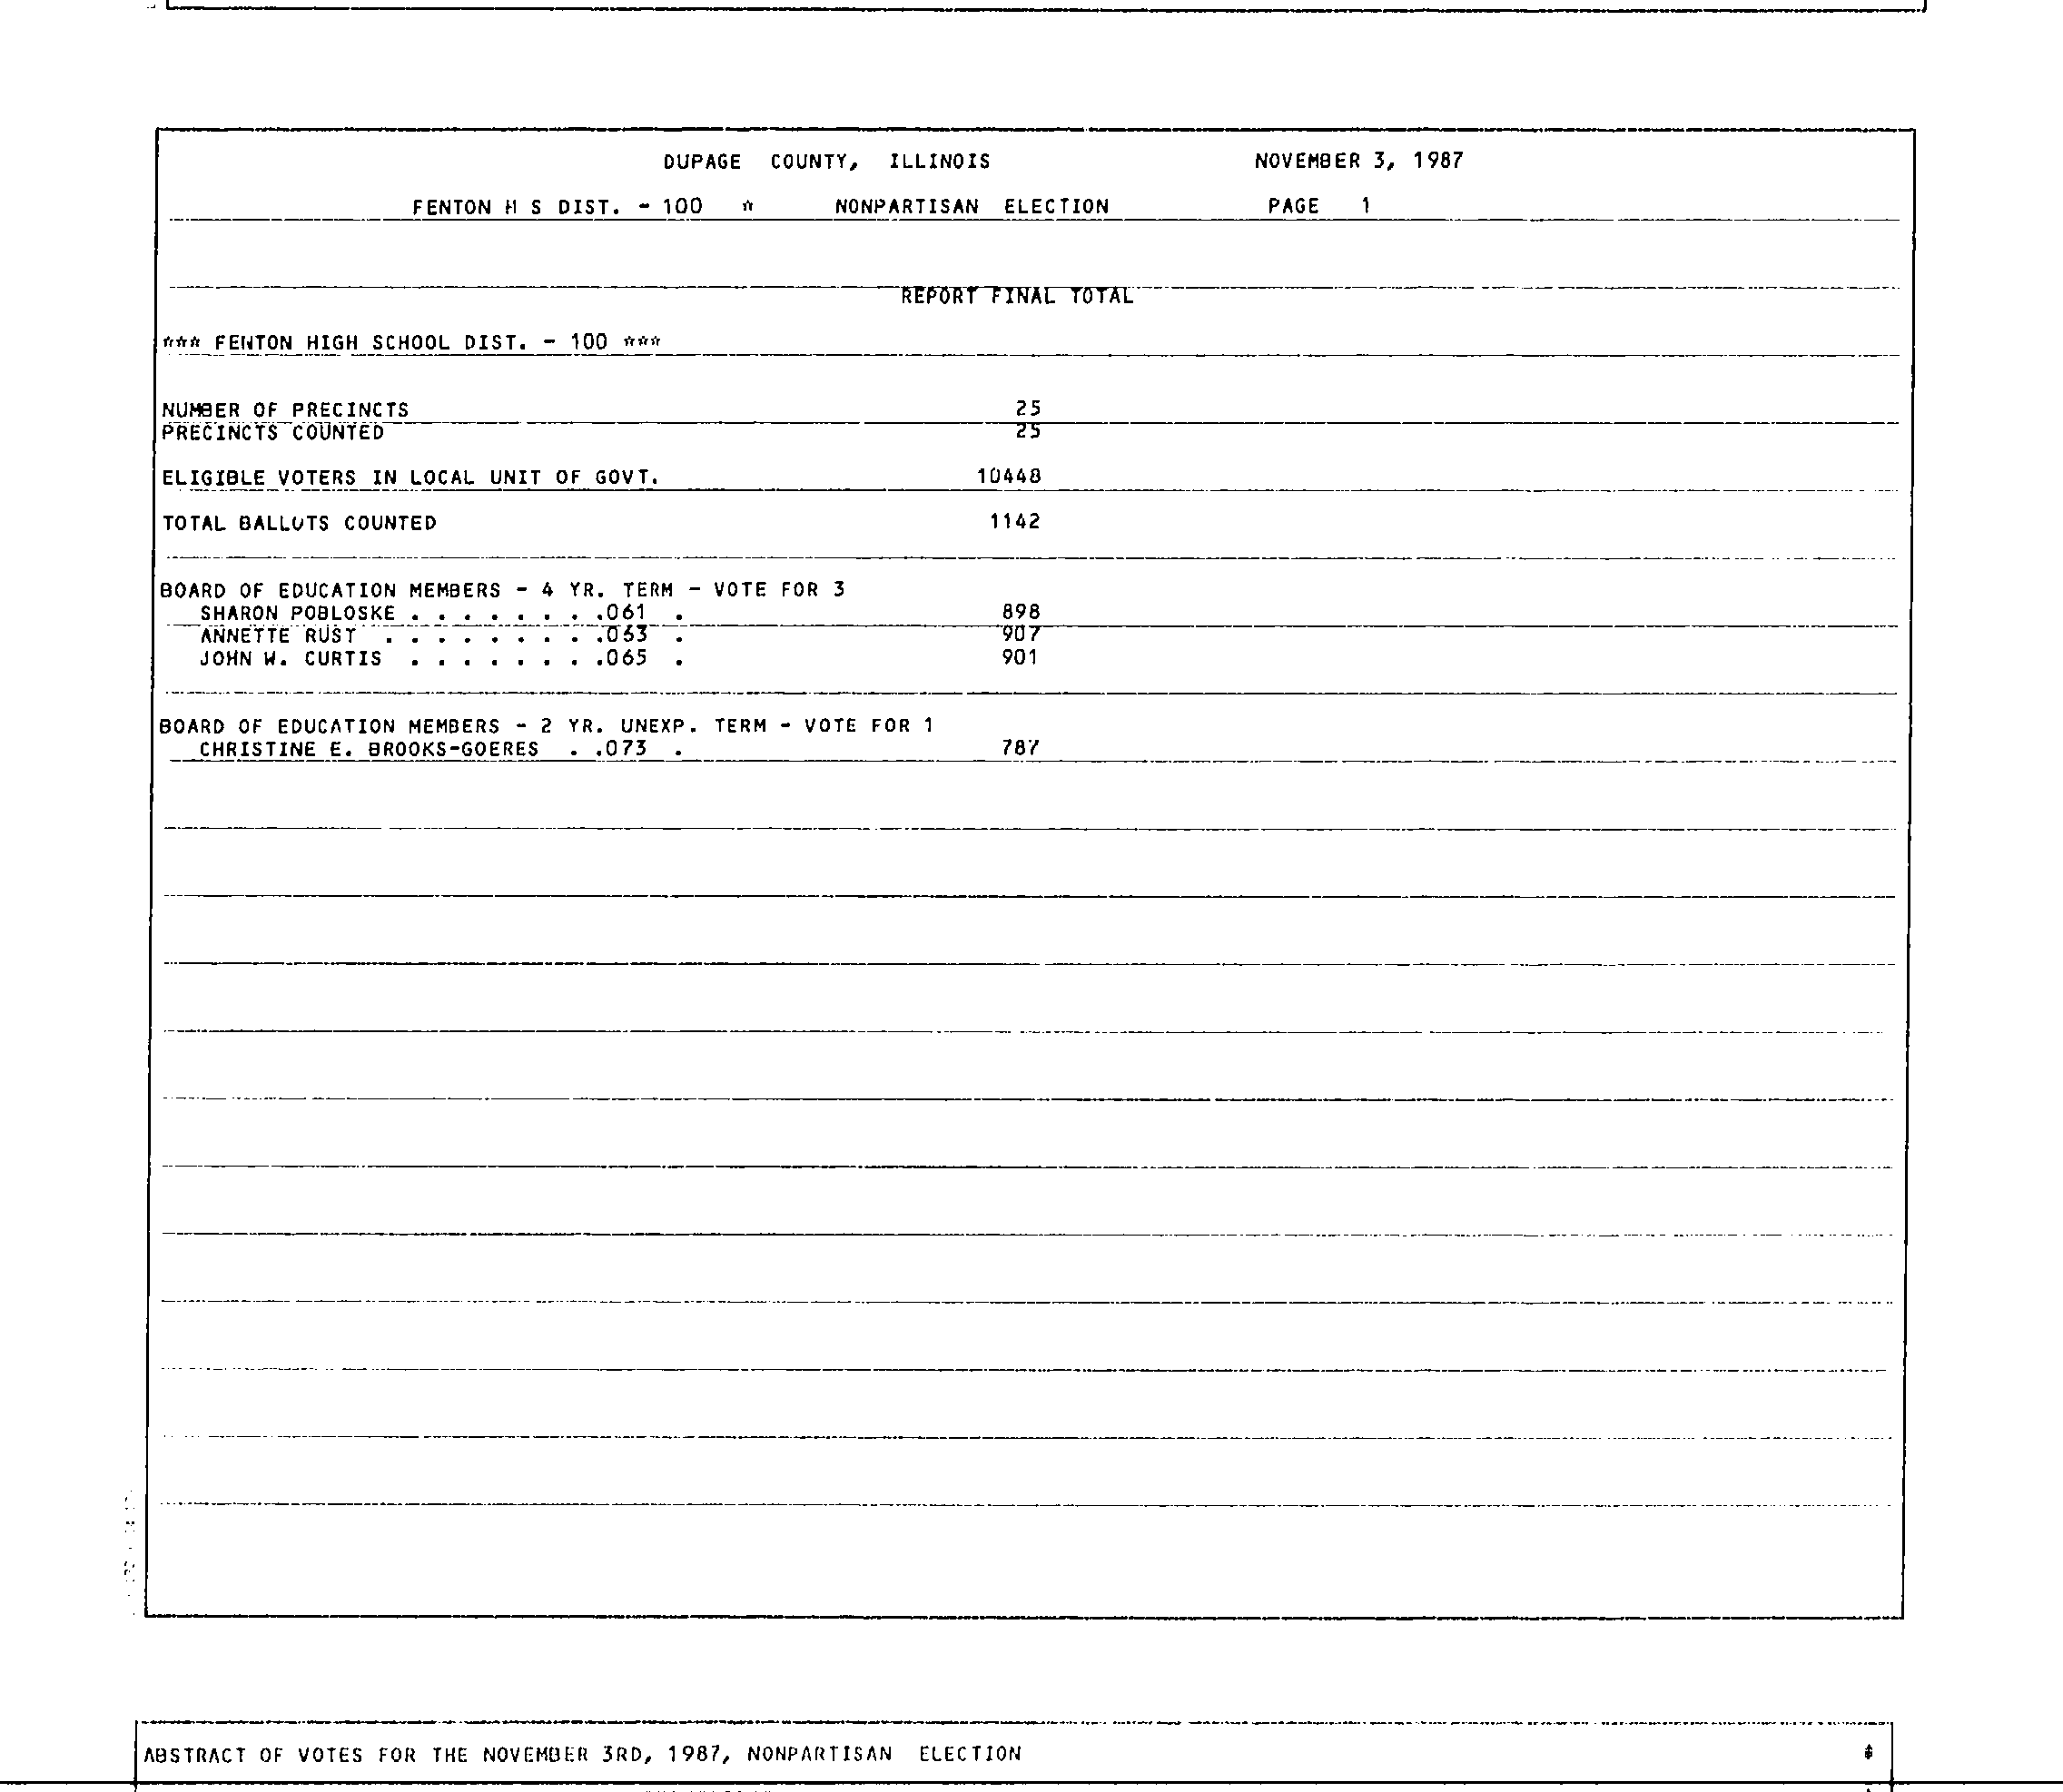 DUPAGE COUNTY, ILLINOIS NOVEMBER 3, 1987
FENTON H S DIST. - 100 * NONPARTISAN ELECTION PAGE 1
REPORT FINAL TOTAL
*** FENTON HIGH SCHOOL DIST. - 100 ***
NUMBER OF PRECINCTS 25
PRECINCTS COUNTED 25
ELIGIBLE VOTERS IN LOCAL UNIT OF GOVT. 10448
TOTAL BALLOTS COUNTED 1142
BOARD OF EDUCATION MEMBERS - 4 YR. TERM - VOTE FOR 3
SHARON POBLOSKE . . . . . . . .061 . 898
ANNETTE RUST . . . . . . . . .063 . 907
JOHN W. CURTIS . . . . . . . .065 . 901
BOARD OF EDUCATION MEMBERS - 2 YR. UNEXP. TERM - VOTE FOR 1
CHRISTINE E. BROOKS-GOERES . .073 . 787
ABSTRACT OF VOTES FOR THE NOVEMBER 3RD, 1987, NONPARTISAN ELECTION